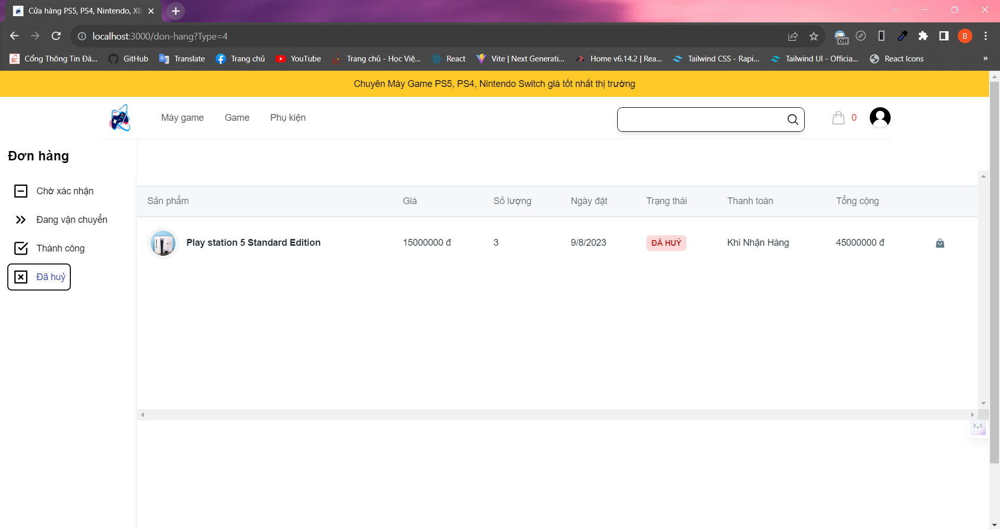 Cửa hàng PS5, PS4, Nintendo, XB
localhost:3000/don-hang?Type=4
Off
B
Cổng Thông Tin Đà... GitHub Translate Trang chủ YouTube Trang chủ - Học Việ... React Vite | Next Generati... Home v6.14.2 | Rea... Tailwind CSS - Rapi... Tailwind UI - Officia... React Icons »
Chuyên Máy Game PS5, PS4, Nintendo Switch giá tốt nhất thị trường
Máy game Game Phụ kiện 0
Đơn hàng
Chờ xác nhận
Đang vận chuyển
Thành công
Đã huỷ
Sản phẩm Giá Số lượng Ngày đặt Trạng thái Thanh toán Tổng cộng
Play station 5 Standard Edition 15000000 đ 3 9/8/2023 ĐÃ HUỶ Khi Nhận Hàng 45000000 đ